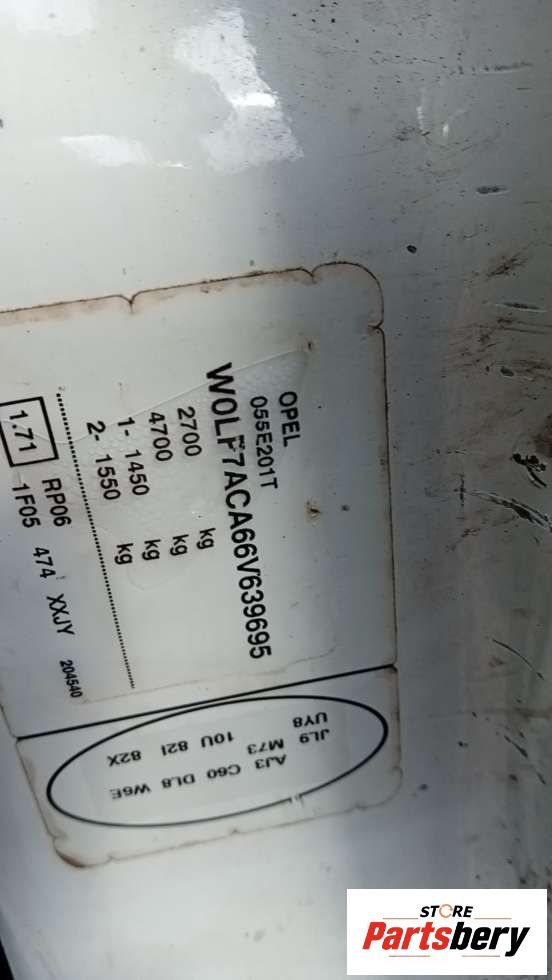 OPEL
055E201T
W0LF7ACA66V639695
2700 kg
4700 kg
1- 1450 kg
2- 1550 kg
RP06 474 XXJY 204540
1.71 1F05
UY8
JL9 M73 10U 82I 82X
AJ3 C60 DL8 W6E
STORE
Partsbery